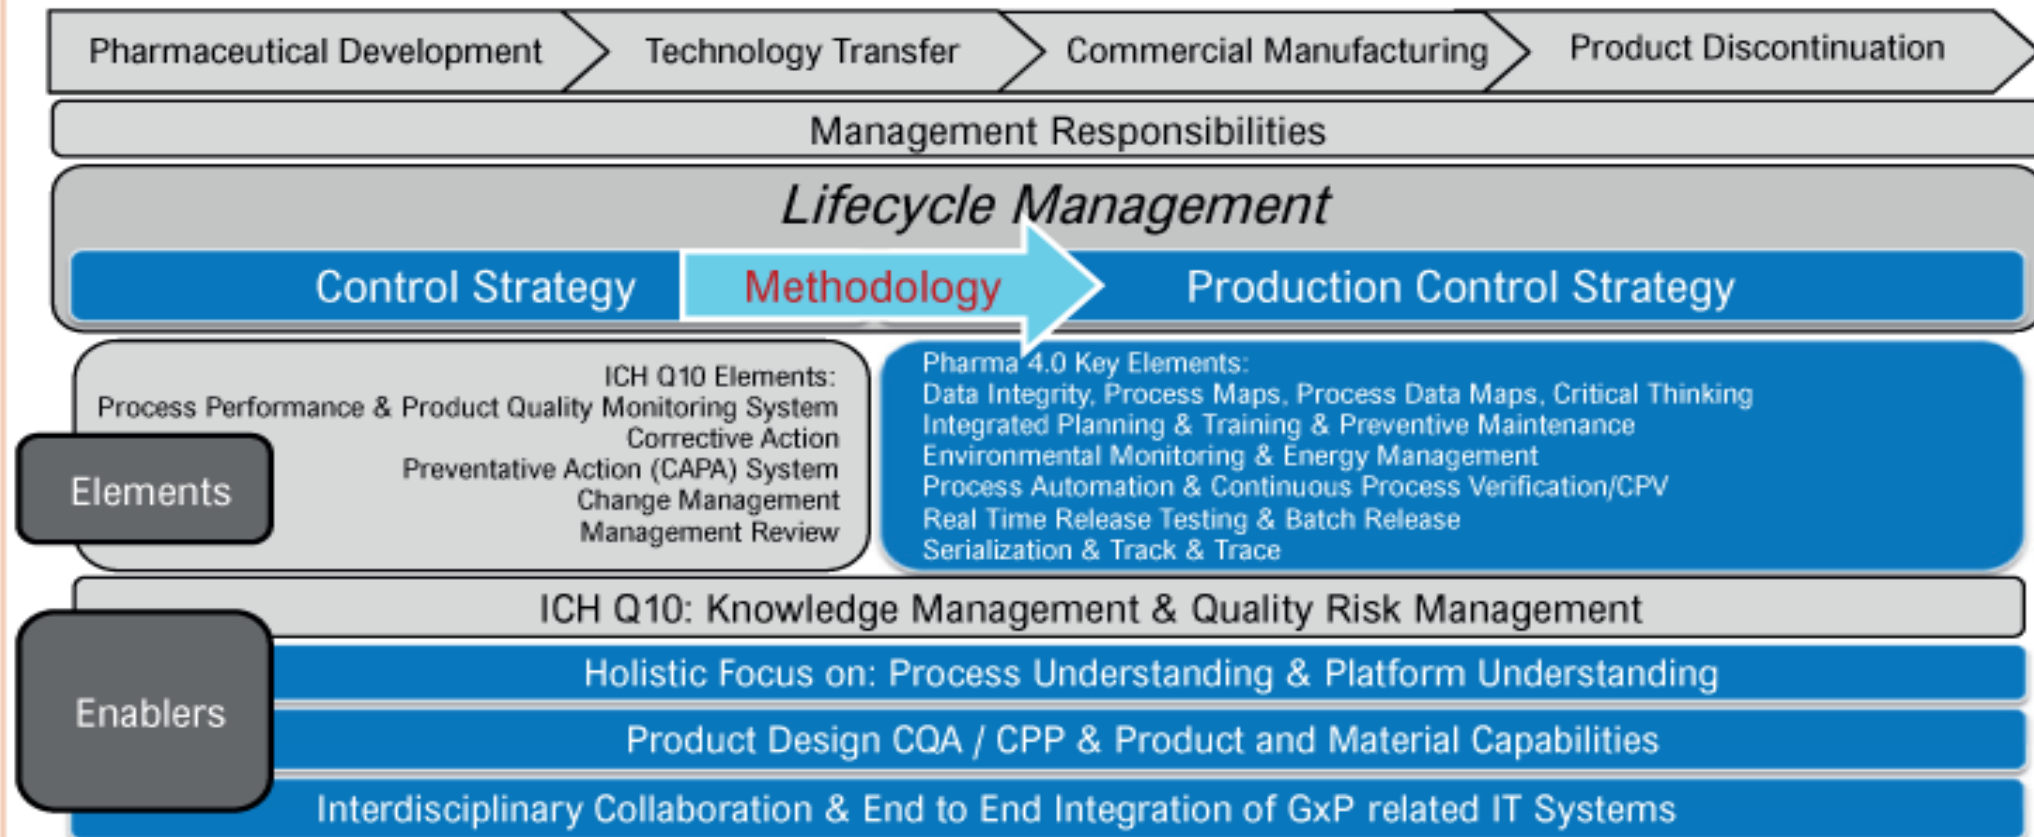 Pharmaceutical Development
Technology Transfer
Commercial Manufacturing
Product Discontinuation
Management Responsibilities
Lifecycle Management
Control Strategy
Methodology
Production Control Strategy
Elements
ICH Q10 Elements:
Process Performance & Product Quality Monitoring System
Corrective Action
Preventative Action (CAPA) System
Change Management
Management Review
Pharma 4.0 Key Elements:
Data Integrity, Process Maps, Process Data Maps, Critical Thinking
Integrated Planning & Training & Preventive Maintenance
Environmental Monitoring & Energy Management
Process Automation & Continuous Process Verification/CPV
Real Time Release Testing & Batch Release
Serialization & Track & Trace
Enablers
ICH Q10: Knowledge Management & Quality Risk Management
Holistic Focus on: Process Understanding & Platform Understanding
Product Design CQA / CPP & Product and Material Capabilities
Interdisciplinary Collaboration & End to End Integration of GxP related IT Systems